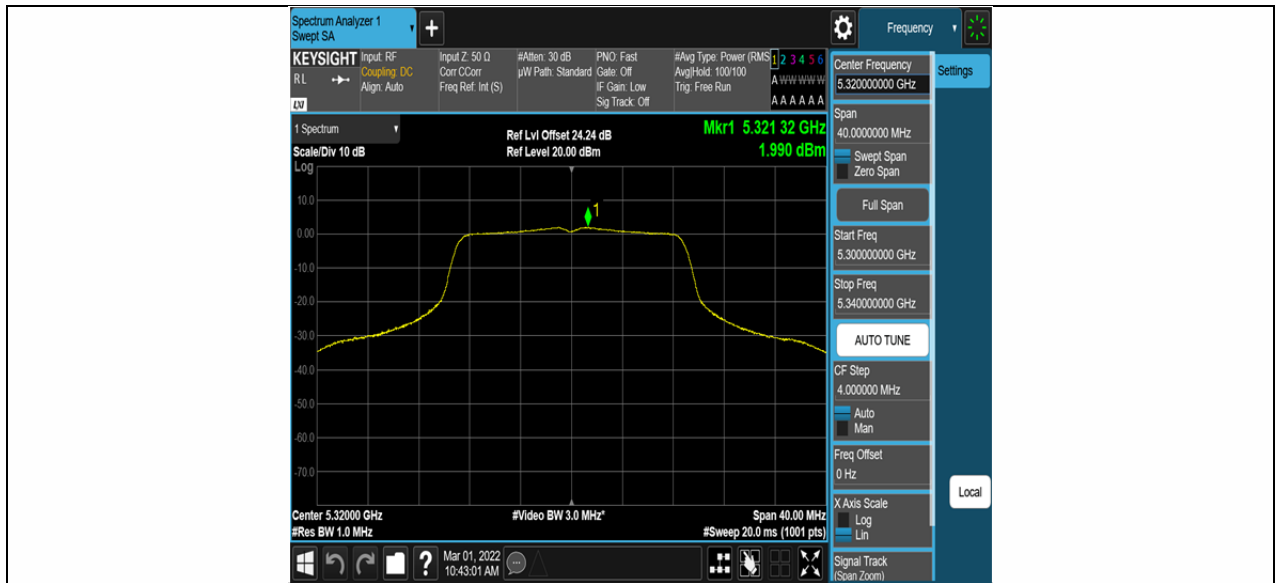 Spectrum Analyzer 1
Swept SA
+
Frequency
KEYSIGHT
RL
LXI
Input: RF
Coupling: DC
Align: Auto
Input Z: 50 Ω
Corr CCorr
Freq Ref: Int (S)
#Atten: 30 dB
µW Path: Standard
PNO: Fast
Gate: Off
IF Gain: Low
Sig Track: Off
#Avg Type: Power (RMS
Avg|Hold: 100/100
Trig: Free Run
1 2 3 4 5 6
A W W W W W
A A A A A A
1 Spectrum
Scale/Div 10 dB
Ref Lvl Offset 24.24 dB
Ref Level 20.00 dBm
Mkr1 5.321 32 GHz
1.990 dBm
Log
10.0
0.00
-10.0
-20.0
-30.0
-40.0
-50.0
-60.0
-70.0
1
Center 5.32000 GHz
#Res BW 1.0 MHz
#Video BW 3.0 MHz*
Span 40.00 MHz
#Sweep 20.0 ms (1001 pts)
?
Mar 01, 2022
10:43:01 AM
Center Frequency
5.320000000 GHz
Span
40.0000000 MHz
Swept Span
Zero Span
Full Span
Start Freq
5.300000000 GHz
Stop Freq
5.340000000 GHz
AUTO TUNE
CF Step
4.000000 MHz
Auto
Man
Freq Offset
0 Hz
X Axis Scale
Log
Lin
Signal Track
(Span Zoom)
Settings
Local